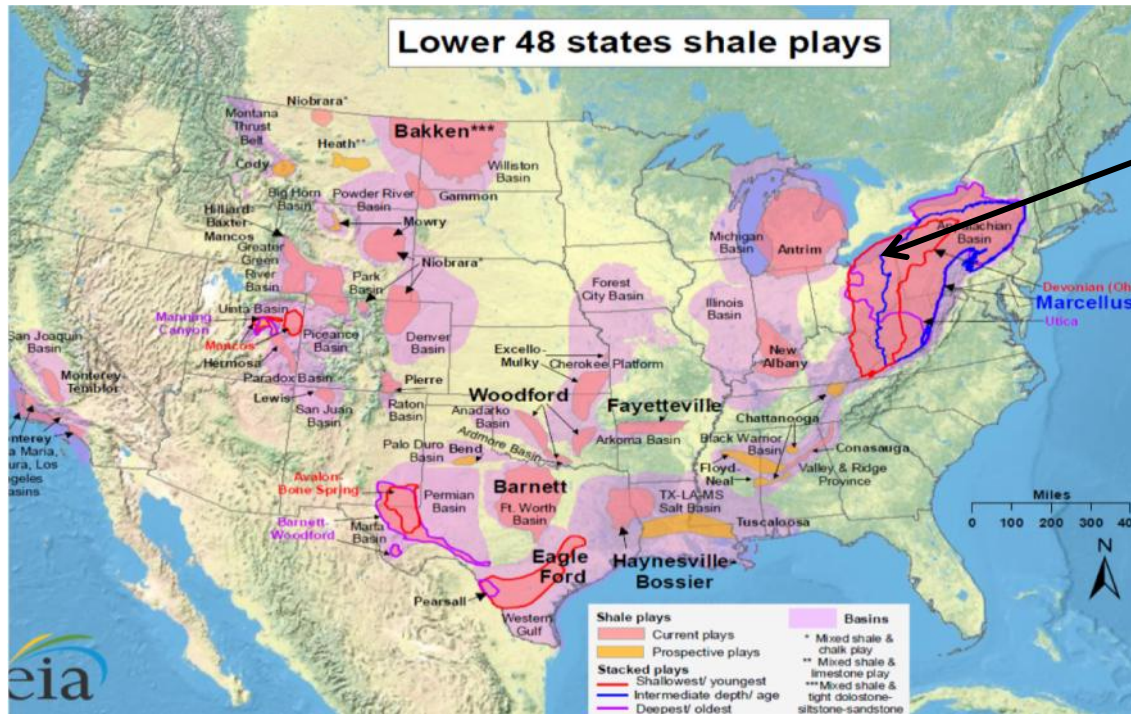 Lower 48 states shale plays
Niobrara*
Montana
Thrust
Belt
Bakken***
Heath**
Cody
Williston
Basin
Big Horn
Basin
Powder River
Basin
Gammon
Hilliard-
Baxter-
Mancos
Mowry
Michigan
Basin
Antrim
Appalachian
Basin
Greater
Green
River
Basin
Park
Basin
Niobrara*
Forest
City Basin
Illinois
Basin
Devonian (Oh
Marcellus
Utica
Uinta Basin
Manning
Canyon
San Joaquin
Basin
Mancos
Piceance
Basin
Denver
Basin
Excello-
Mulky
Cherokee Platform
New
Albany
Hermosa
Monterey-
Temblor
Paradox Basin
Pierre
Lewis
San Juan
Basin
Raton
Basin
Woodford
Anadarko
Basin
Fayetteville
Chattanooga
Arkoma Basin
Black Warrior
Basin
Conasauga
onterey
a Maria,
ura, Los
geles
asins
Palo Duro
Basin
Bend
Ardmore Basin
Floyd-
Neal
Valley & Ridge
Province
Avalon-
Bone Spring
Permian
Basin
Barnett
Ft. Worth
Basin
TX-LA-MS
Salt Basin
Tuscaloosa
Miles
0 100 200 300 40
Barnett-
Woodford
Marfa
Basin
Eagle
Ford
Haynesville-
Bossier
N
Pearsall
Western
Gulf
Shale plays
Current plays
Prospective plays
Stacked plays
Shallowest/ youngest
Intermediate depth/ age
Deepest/ oldest
Basins
* Mixed shale &
chalk play
** Mixed shale &
limestone play
***Mixed shale &
tight dolostone-
siltstone-sandstone
eia